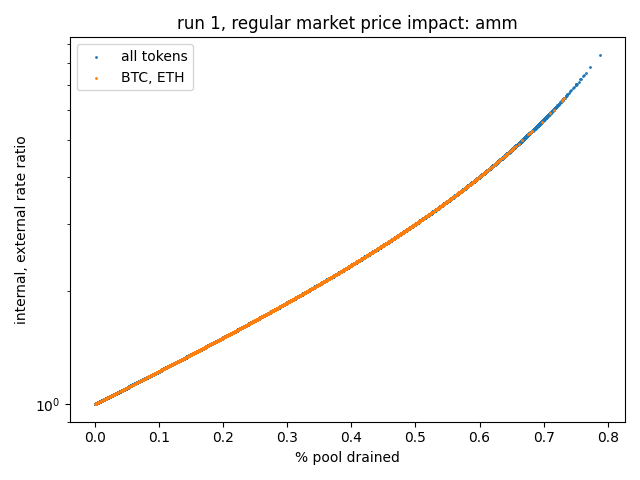 run 1, regular market price impact: amm
all tokens
BTC, ETH
internal, external rate ratio
10⁰
0.0 0.1 0.2 0.3 0.4 0.5 0.6 0.7 0.8
% pool drained